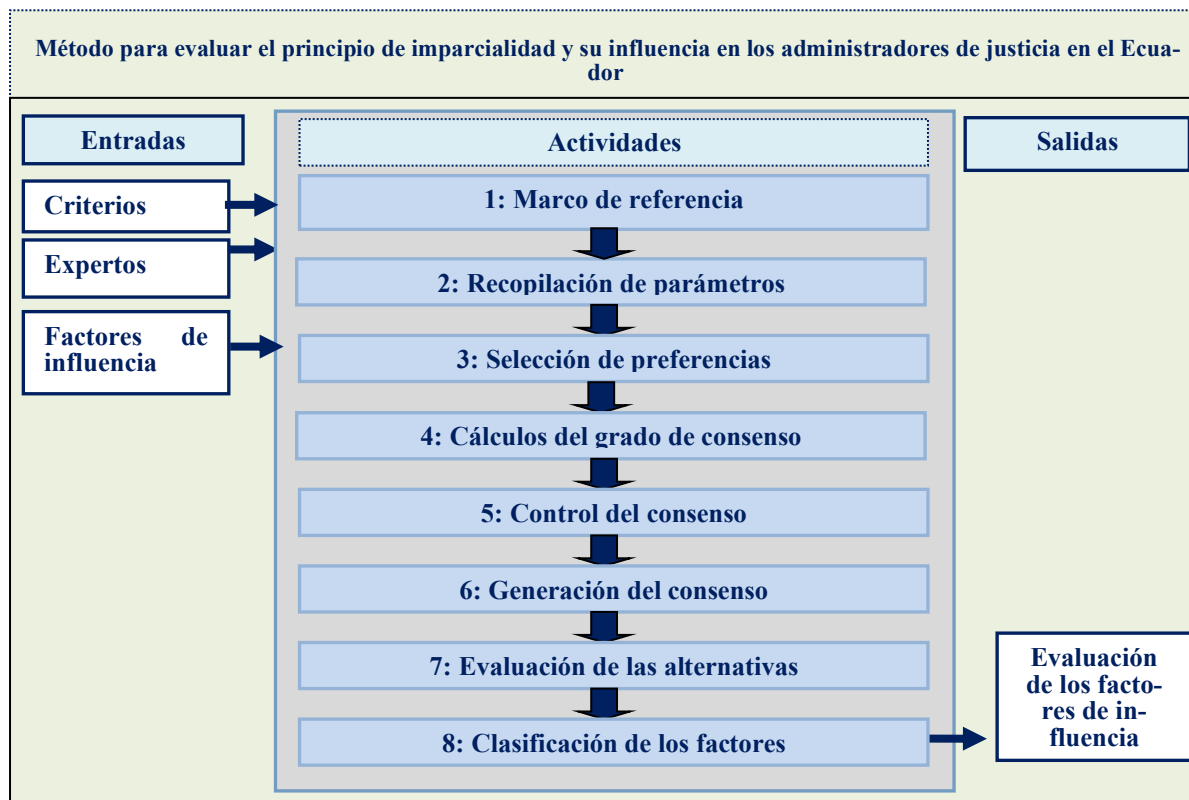 Método para evaluar el principio de imparcialidad y su influencia en los administradores de justicia en el Ecua-
dor
Entradas
Actividades
Salidas
Criterios
Expertos
Factores de
influencia
1: Marco de referencia
2: Recopilación de parámetros
3: Selección de preferencias
4: Cálculos del grado de consenso
5: Control del consenso
6: Generación del consenso
7: Evaluación de las alternativas
8: Clasificación de los factores
Evaluación
de los facto-
res de in-
fluencia